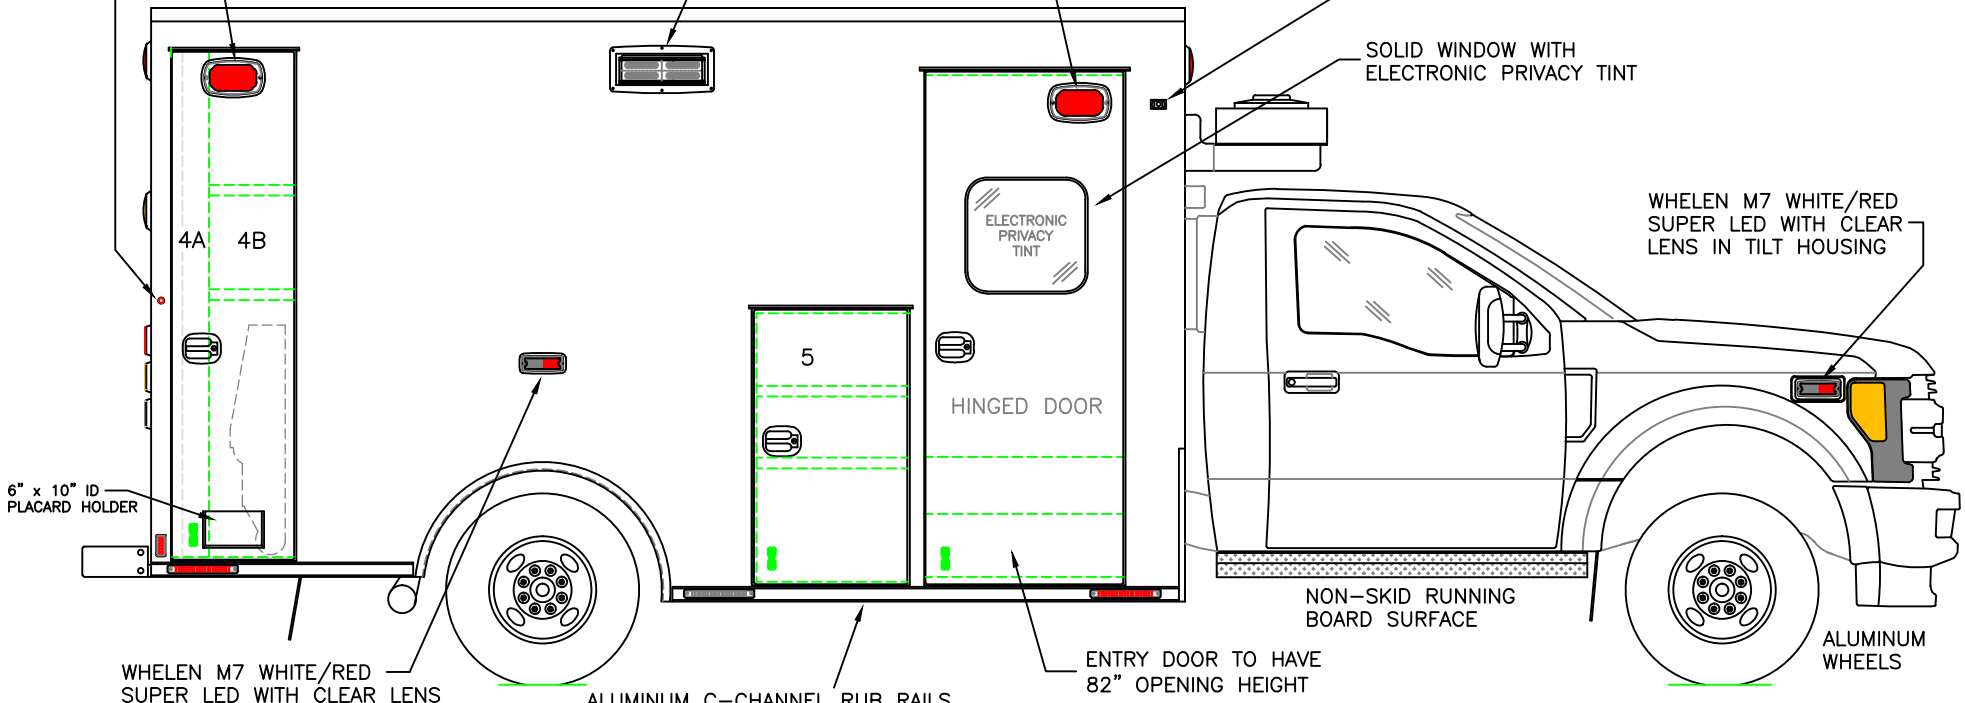 SOLID WINDOW WITH
ELECTRONIC PRIVACY TINT
WHELEN M7 WHITE/RED
SUPER LED WITH CLEAR
LENS IN TILT HOUSING
ELECTRONIC
PRIVACY
TINT
4A
4B
5
HINGED DOOR
6" x 10" ID
PLACARD HOLDER
NON-SKID RUNNING
BOARD SURFACE
ALUMINUM
WHEELS
ENTRY DOOR TO HAVE
82" OPENING HEIGHT
WHELEN M7 WHITE/RED
SUPER LED WITH CLEAR LENS
ALUMINUM C-CHANNEL RUB RAILS